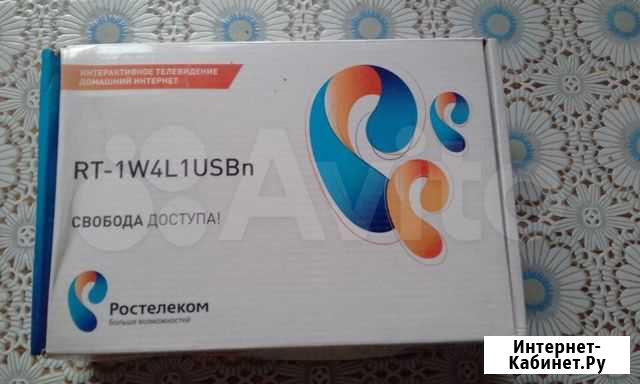 ИНТЕРАКТИВНОЕ ТЕЛЕВИДЕНИЕ
ДОМАШНИЙ ИНТЕРНЕТ
RT-1W4L1USBn
СВОБОДА ДОСТУПА!
Ростелеком
Больше возможностей
Avito
Интернет-
Кабинет.Ру